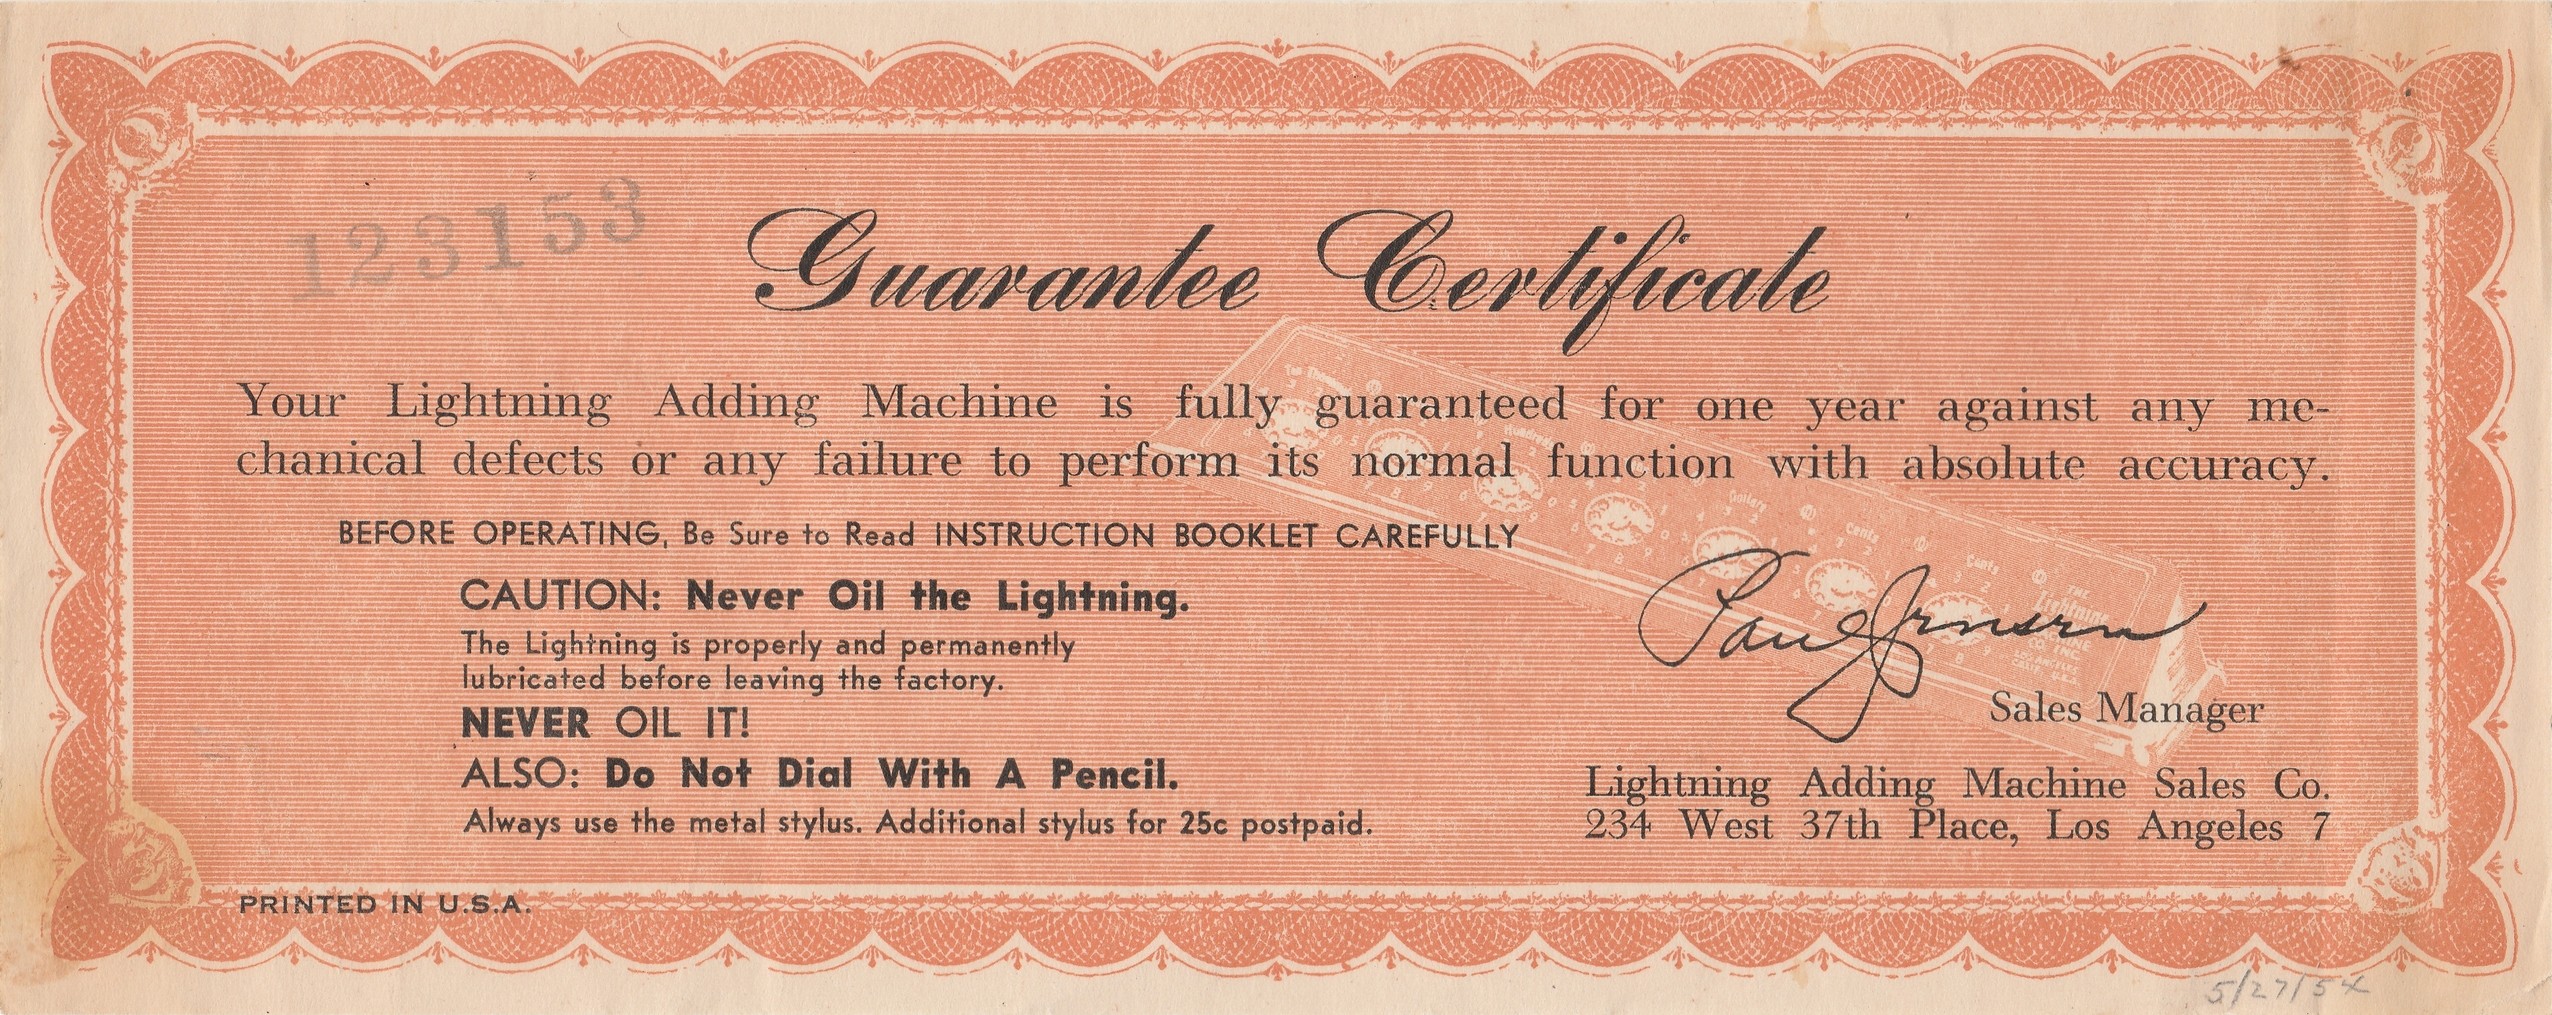 123153
Guarantee Certificate
Your Lightning Adding Machine is fully guaranteed for one year against any me-
chanical defects or any failure to perform its normal function with absolute accuracy.
BEFORE OPERATING, Be Sure to Read INSTRUCTION BOOKLET CAREFULLY
CAUTION: Never Oil the Lightning.
The Lightning is properly and permanently
lubricated before leaving the factory.
NEVER OIL IT!
ALSO: Do Not Dial With A Pencil.
Always use the metal stylus. Additional stylus for 25c postpaid.
Paul Jensen
Sales Manager
Lightning Adding Machine Sales Co.
234 West 37th Place, Los Angeles 7
PRINTED IN U.S.A.
5/27/54